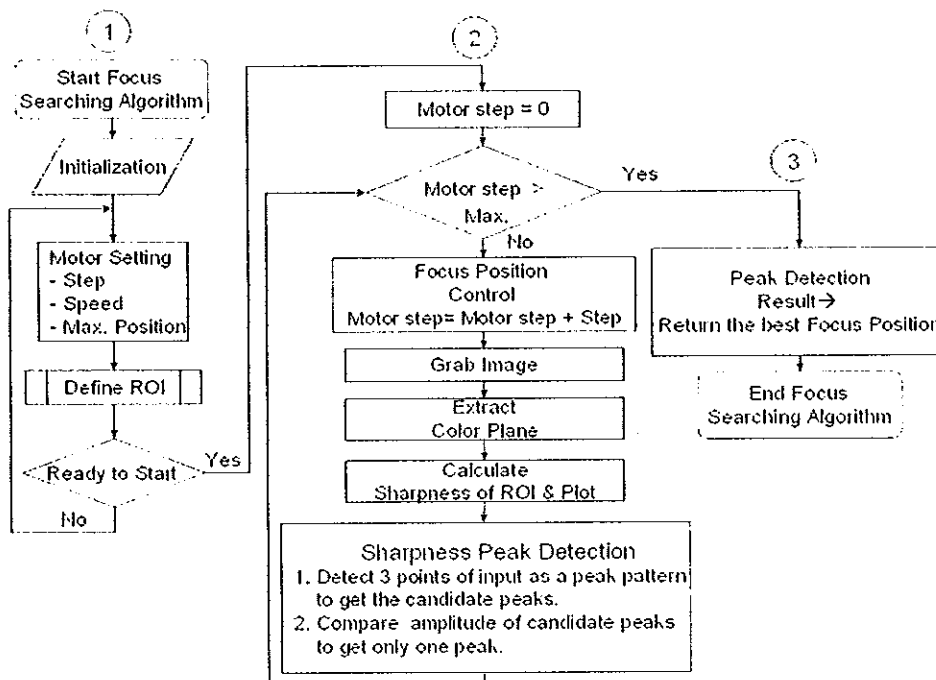 1
Start Focus
Searching Algorithm
Initialization
Motor Setting
- Step
- Speed
- Max. Position
Define ROI
Ready to Start
Yes
No
2
Motor step = 0
Motor step >
Max.
Yes
No
Focus Position
Control
Motor step= Motor step + Step
Grab Image
Extract
Color Plane
Calculate
Sharpness of ROI & Plot
Sharpness Peak Detection
1. Detect 3 points of input as a peak pattern
to get the candidate peaks.
2. Compare amplitude of candidate peaks
to get only one peak.
3
Peak Detection
Result→
Return the best Focus Position
End Focus
Searching Algorithm